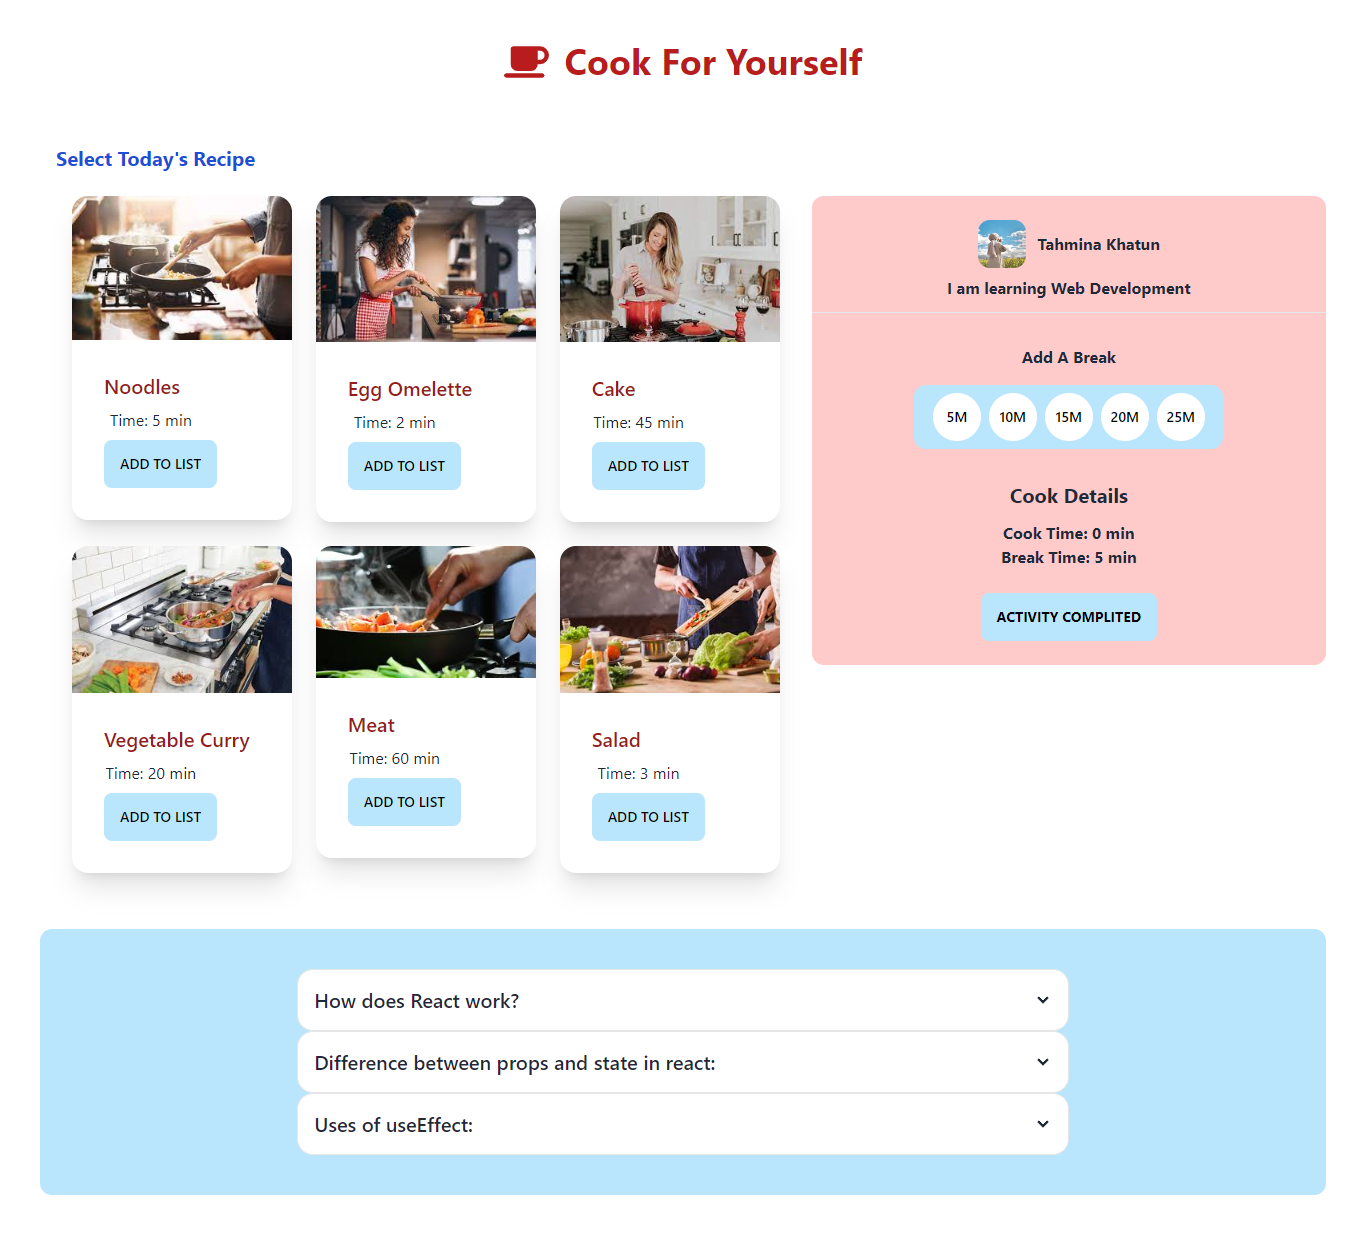 Cook For Yourself
Select Today's Recipe
Noodles
Time: 5 min
ADD TO LIST
Egg Omelette
Time: 2 min
ADD TO LIST
Cake
Time: 45 min
ADD TO LIST
Vegetable Curry
Time: 20 min
ADD TO LIST
Meat
Time: 60 min
ADD TO LIST
Salad
Time: 3 min
ADD TO LIST
Tahmina Khatun
I am learning Web Development
Add A Break
5M 10M 15M 20M 25M
Cook Details
Cook Time: 0 min
Break Time: 5 min
ACTIVITY COMPLITED
How does React work?
Difference between props and state in react:
Uses of useEffect: